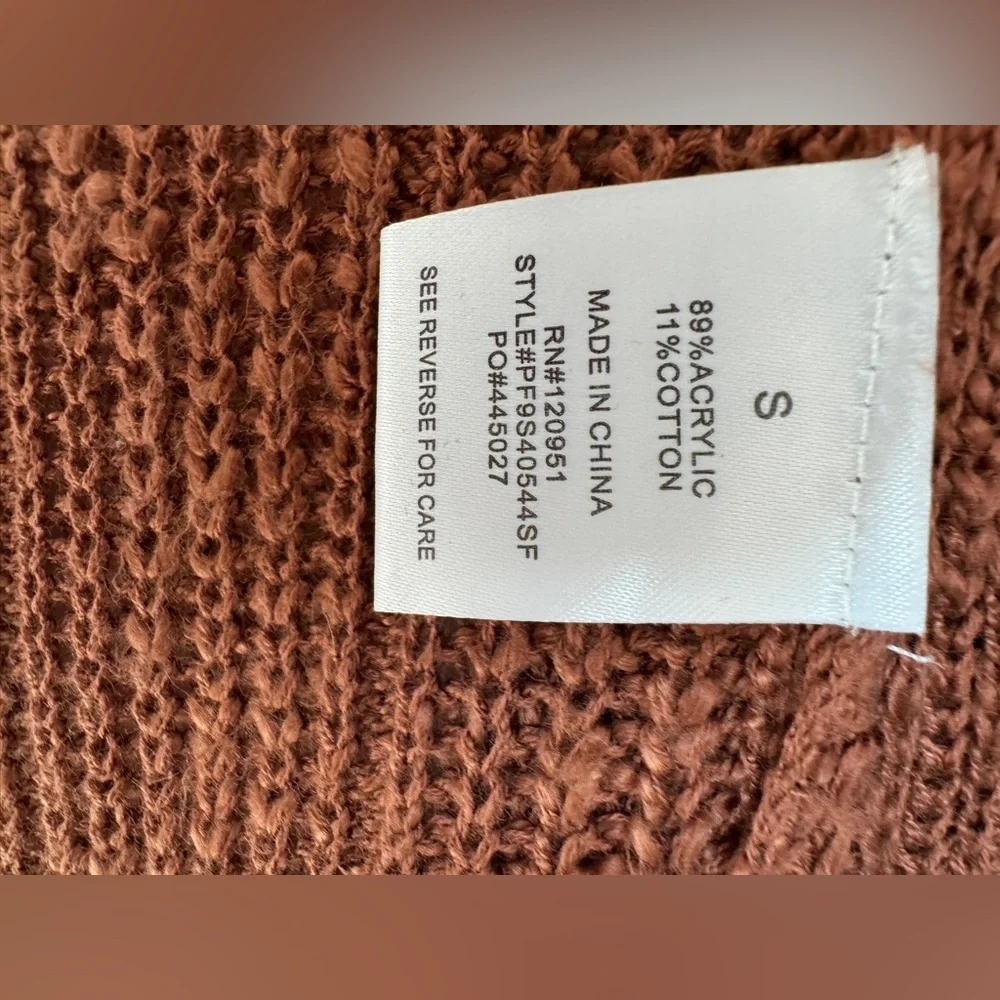 S
89%ACRYLIC
11%COTTON
MADE IN CHINA
RN#120951
STYLE#PF9S40544SF
PO#445027
SEE REVERSE FOR CARE